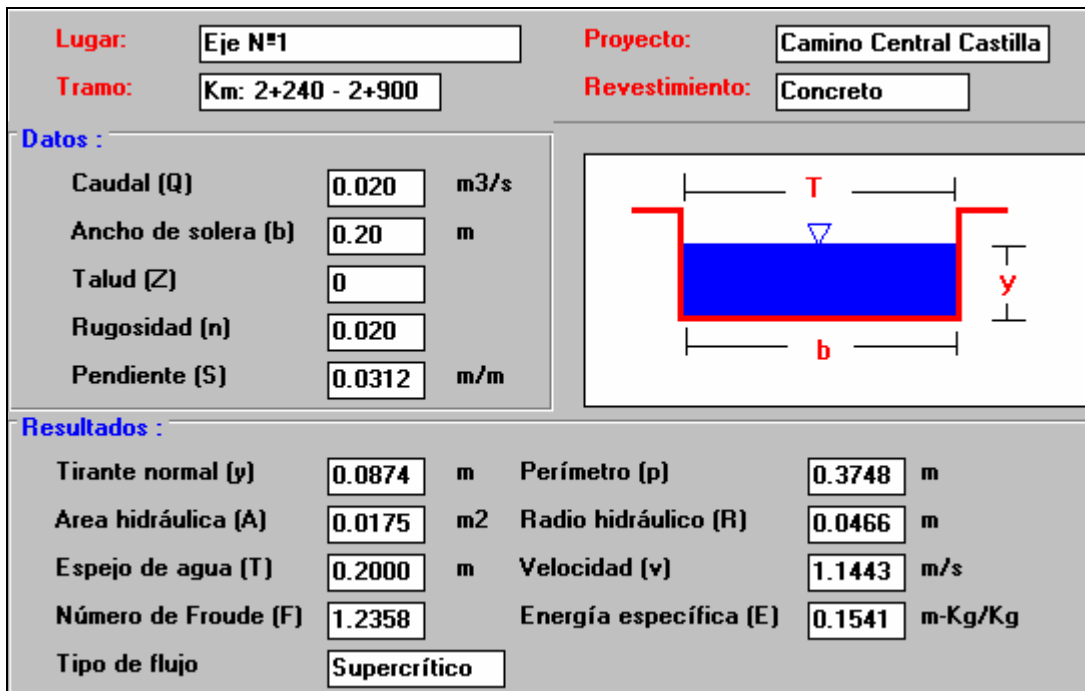 Lugar: Eje Nº1 Proyecto: Camino Central Castilla
Tramo: Km: 2+240 - 2+900 Revestimiento: Concreto
Datos :
Caudal (Q) 0.020 m3/s
Ancho de solera (b) 0.20 m
Talud (Z) 0
Rugosidad (n) 0.020
Pendiente (S) 0.0312 m/m
T
y
b
Resultados :
Tirante normal (y) 0.0874 m Perímetro (p) 0.3748 m
Area hidráulica (A) 0.0175 m2 Radio hidráulico (R) 0.0466 m
Espejo de agua (T) 0.2000 m Velocidad (v) 1.1443 m/s
Número de Froude (F) 1.2358 Energía específica (E) 0.1541 m-Kg/Kg
Tipo de flujo Supercrítico